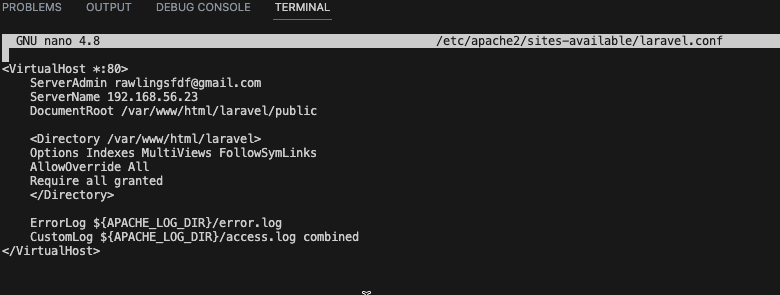 PROBLEMS OUTPUT DEBUG CONSOLE TERMINAL
GNU nano 4.8 /etc/apache2/sites-available/laravel.conf
<VirtualHost *:80>
    ServerAdmin rawlingsfdf@gmail.com
    ServerName 192.168.56.23
    DocumentRoot /var/www/html/laravel/public
    <Directory /var/www/html/laravel>
    Options Indexes MultiViews FollowSymLinks
    AllowOverride All
    Require all granted
    </Directory>
    ErrorLog ${APACHE_LOG_DIR}/error.log
    CustomLog ${APACHE_LOG_DIR}/access.log combined
</VirtualHost>